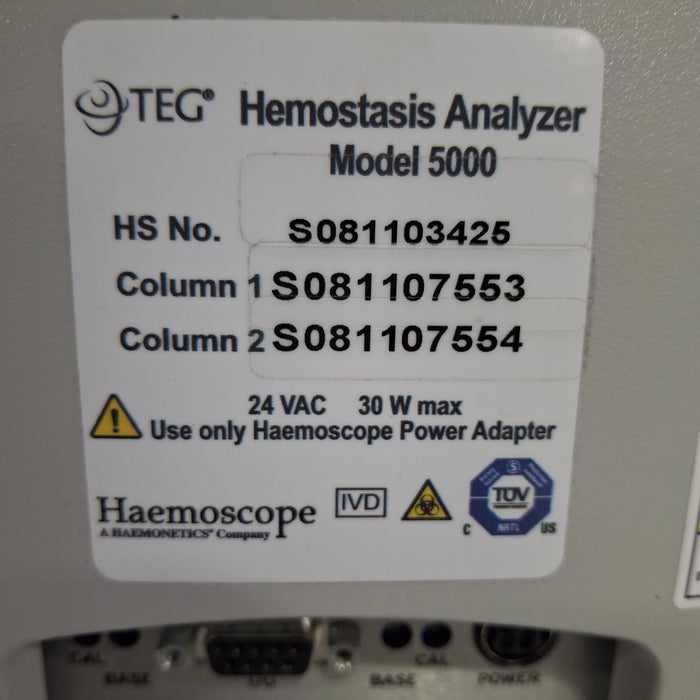 TEG® Hemostasis Analyzer
Model 5000
HS No. S081103425
Column 1 S081107553
Column 2 S081107554
24 VAC 30 W max
Use only Haemoscope Power Adapter
Haemoscope
A HAEMONETICS® Company
IVD
TÜV
C NRTL US
CAL BASE I/O BASE CAL POWER